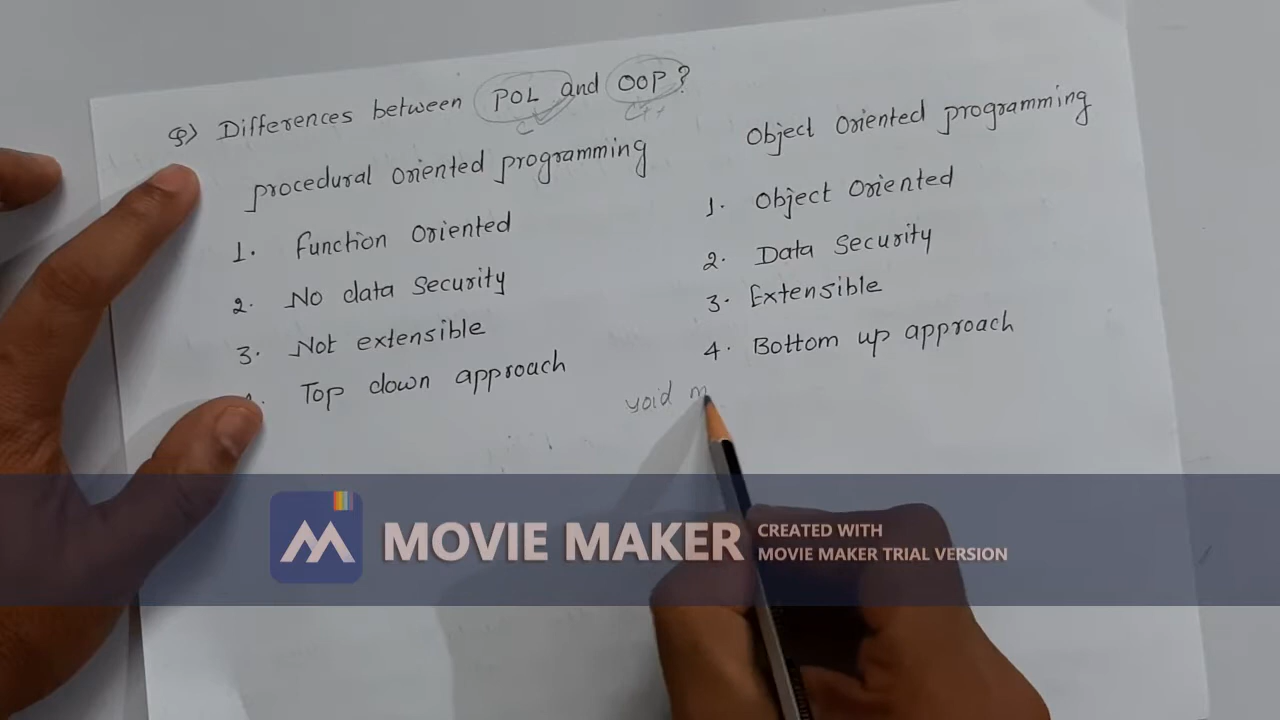 Q) Differences between POL and OOP?
C C++
Procedural Oriented programming
1. Function Oriented
2. No data Security
3. Not extensible
Top down approach
Object Oriented programming
1. Object Oriented
2. Data Security
3. Extensible
4. Bottom up approach
void m
MOVIE MAKER
CREATED WITH
MOVIE MAKER TRIAL VERSION